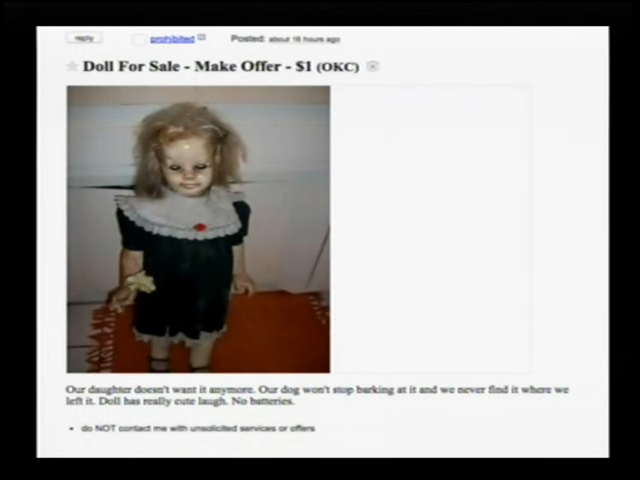 reply prohibited Posted: about 16 hours ago
Doll For Sale - Make Offer - $1 (OKC)
Our daughter doesn't want it anymore. Our dog won't stop barking at it and we never find it where we
left it. Doll has really cute laugh. No batteries.
• do NOT contact me with unsolicited services or offers